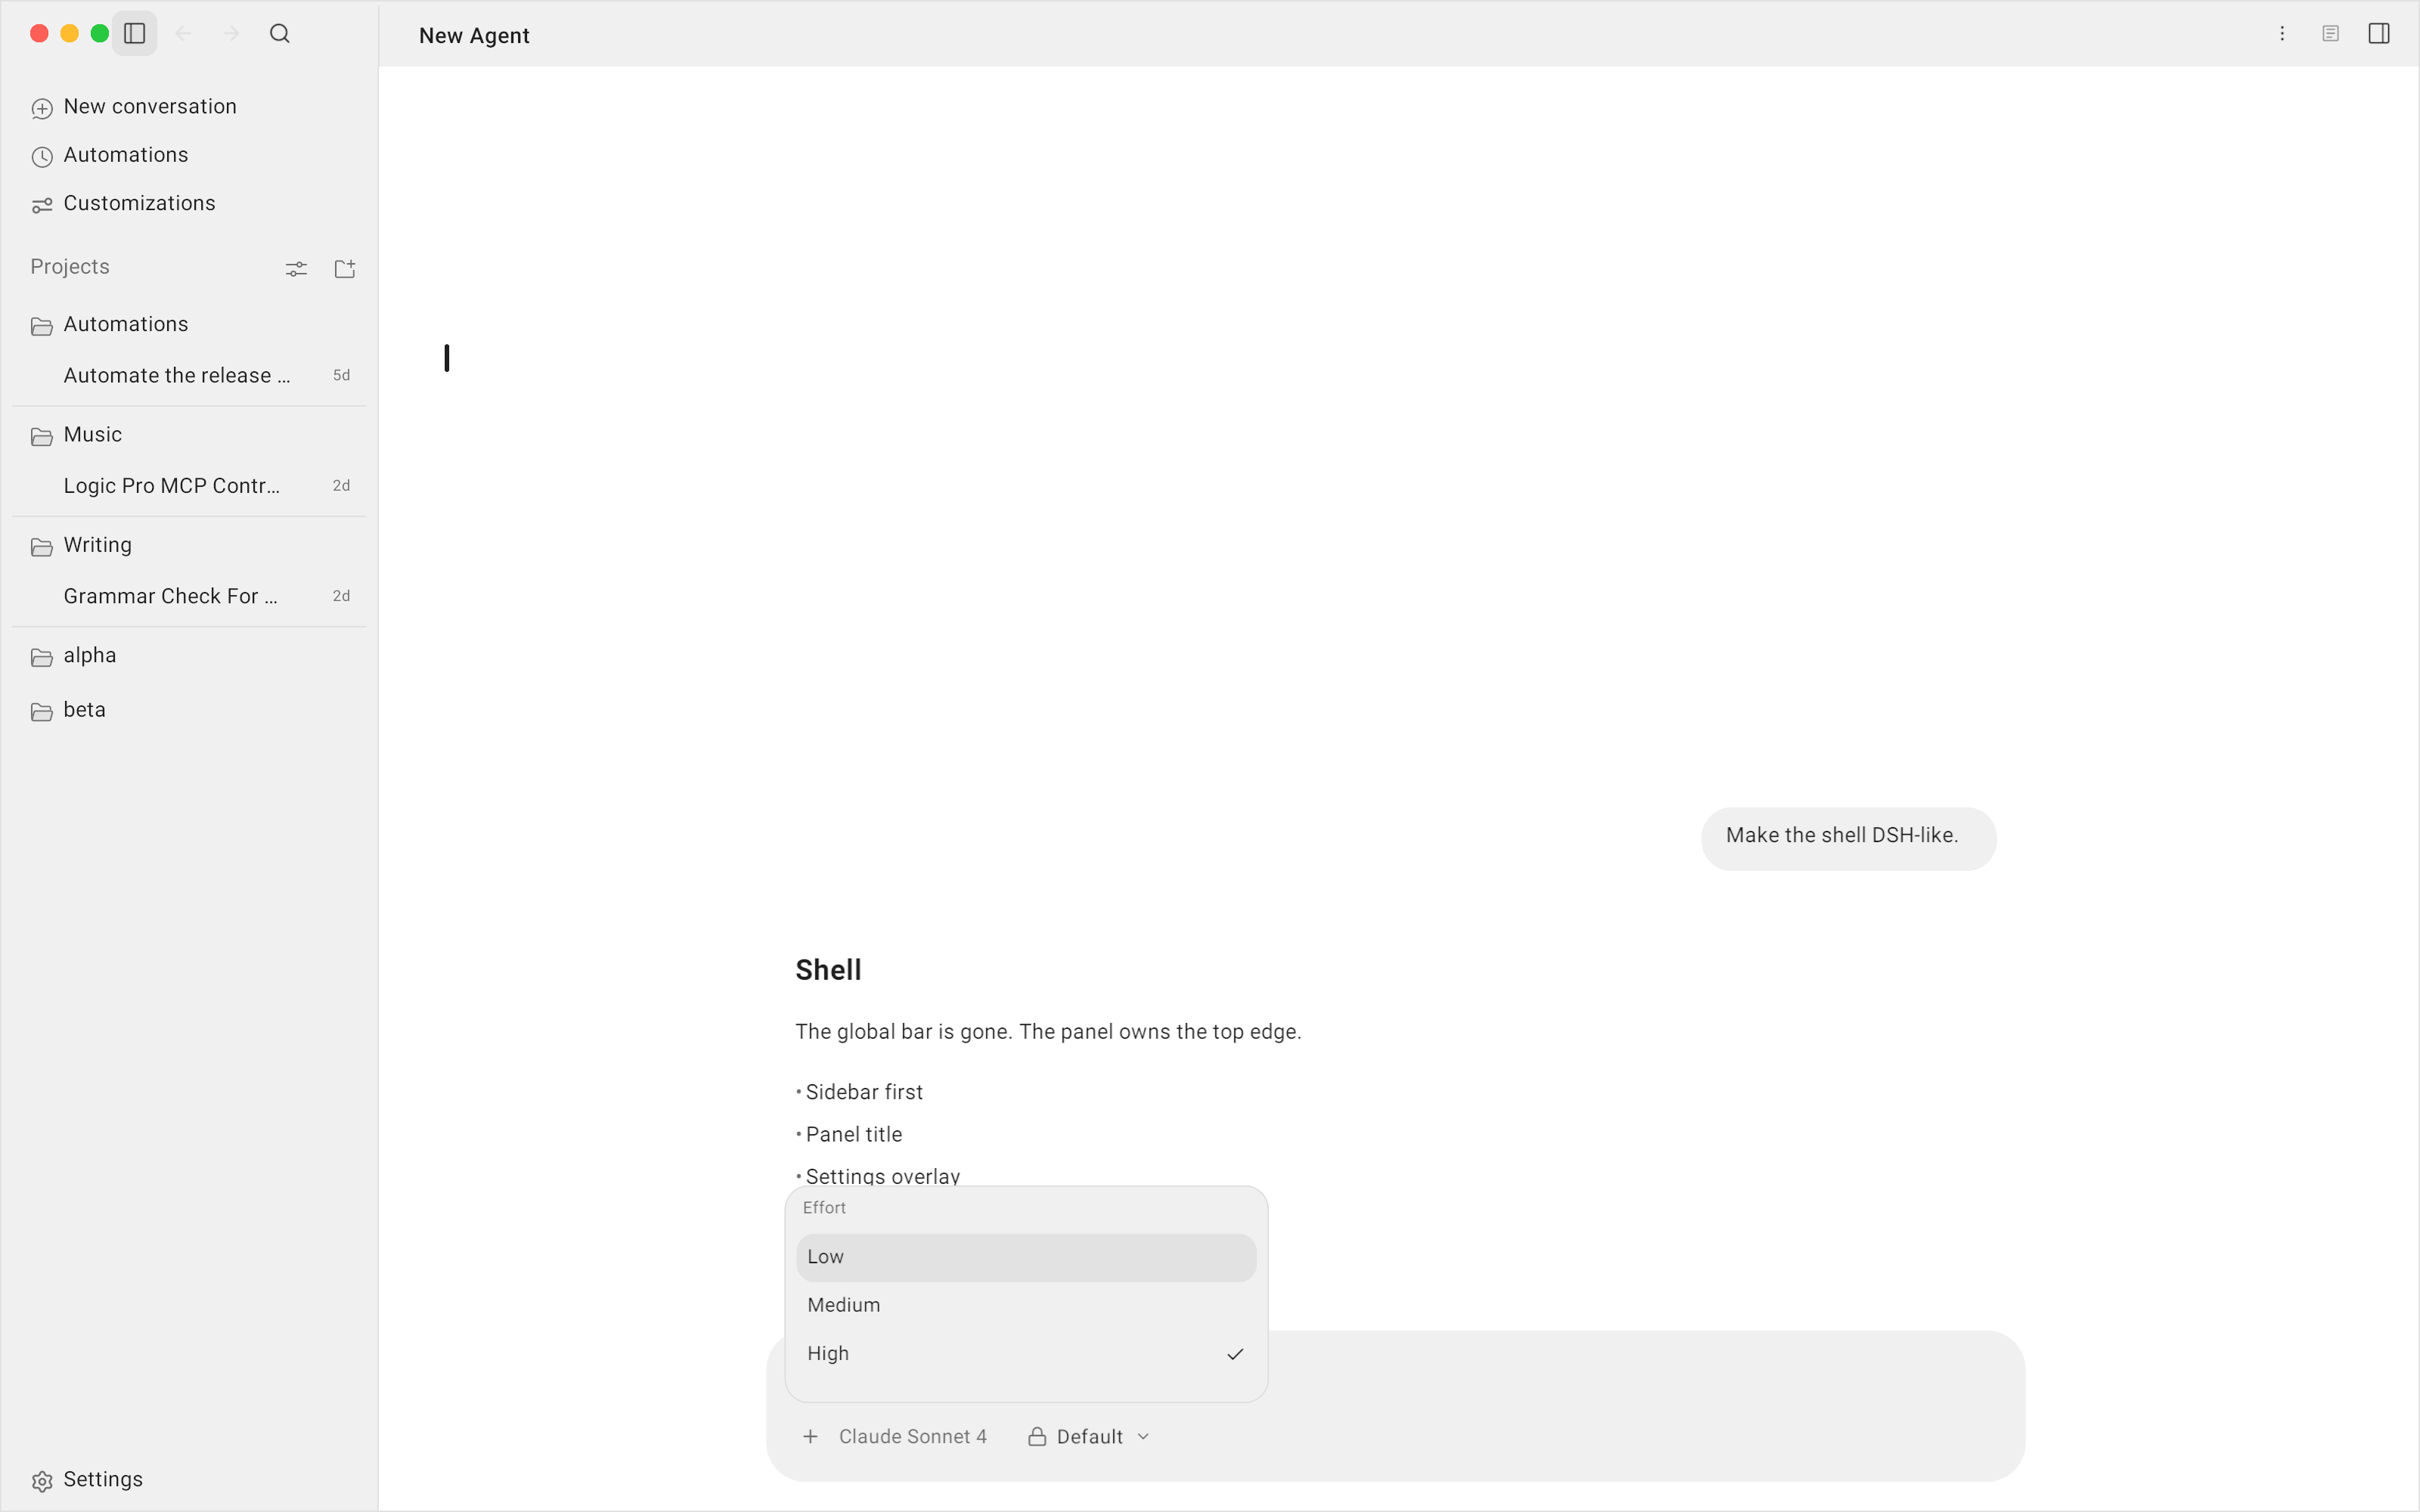 New Agent
New conversation
Automations
Customizations
Projects
Automations
Automate the release ...
5d
Music
Logic Pro MCP Contr...
2d
Writing
Grammar Check For ...
2d
alpha
beta
Settings
Make the shell DSH-like.
Shell
The global bar is gone. The panel owns the top edge.
• Sidebar first
• Panel title
• Settings overlay
Effort
Low
Medium
High
Claude Sonnet 4
Default